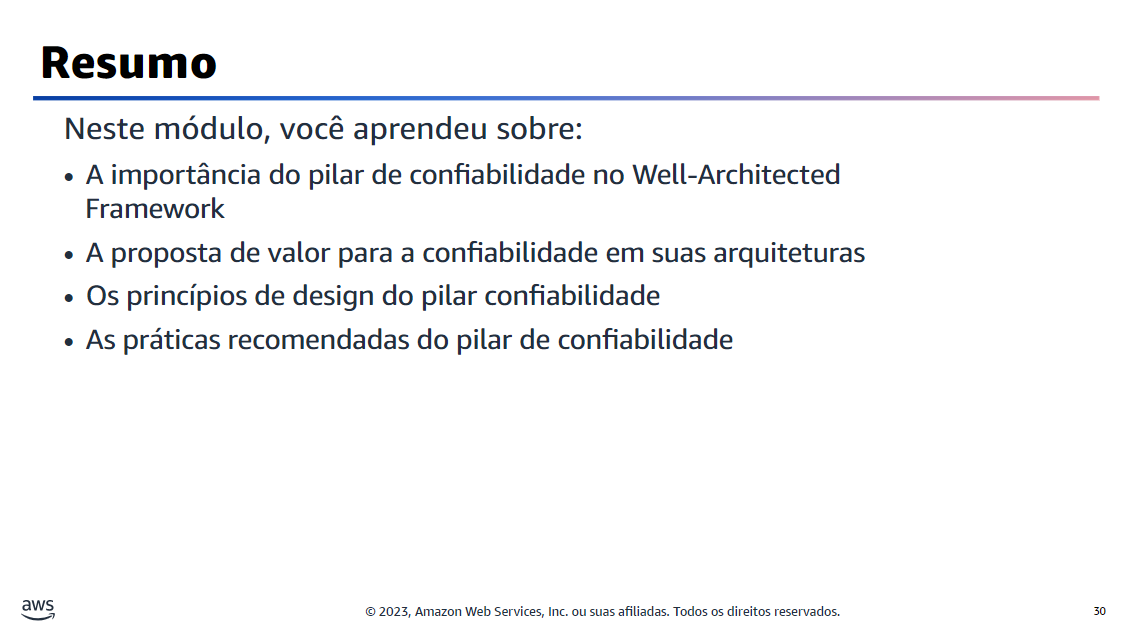 Resumo
Neste módulo, você aprendeu sobre:
• A importância do pilar de confiabilidade no Well-Architected
Framework
• A proposta de valor para a confiabilidade em suas arquiteturas
• Os princípios de design do pilar confiabilidade
• As práticas recomendadas do pilar de confiabilidade
aws
© 2023, Amazon Web Services, Inc. ou suas afiliadas. Todos os direitos reservados.
30